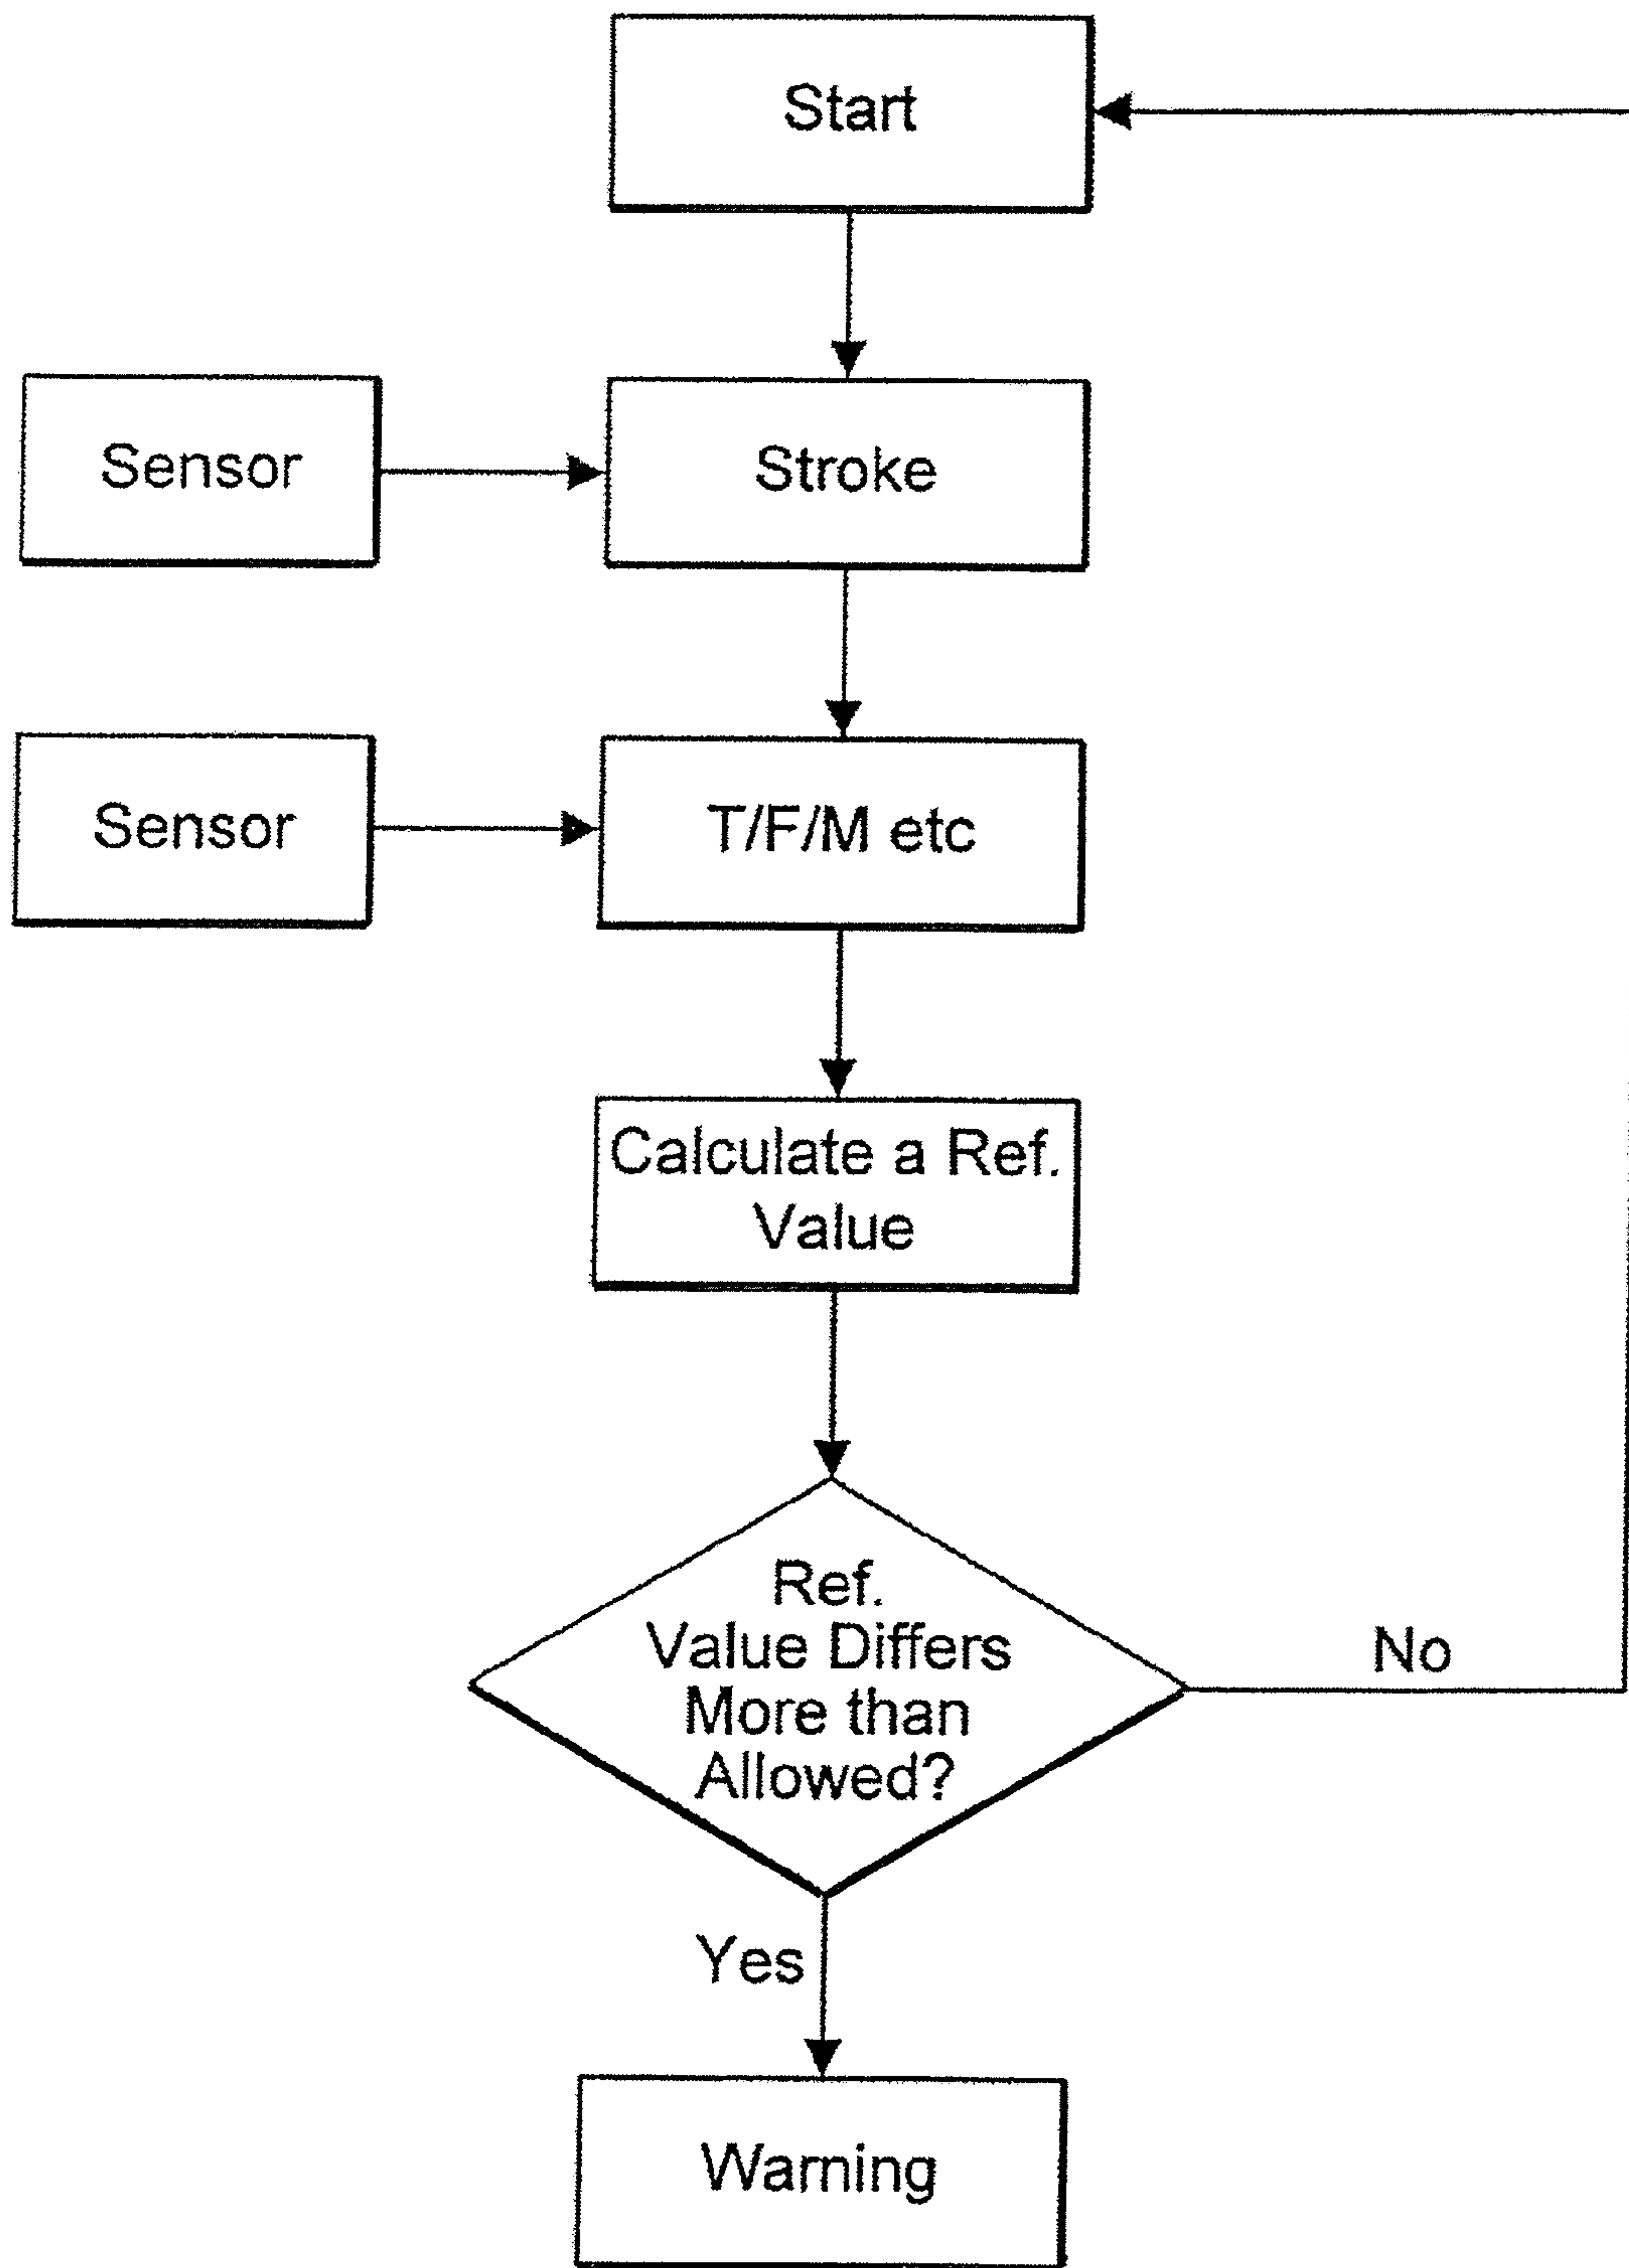 Start
Sensor
Stroke
Sensor
T/F/M etc
Calculate a Ref.
Value
Ref.
Value Differs
More than
Allowed?
No
Yes
Warning